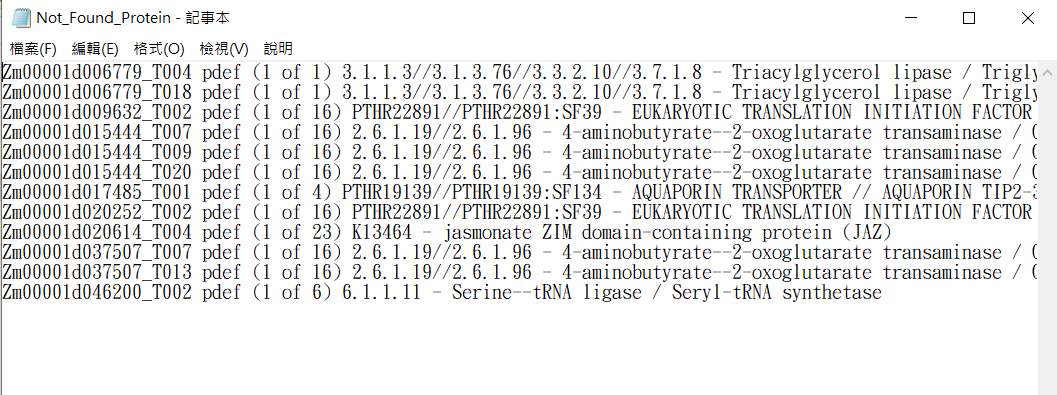 Not_Found_Protein - 記事本
檔案(F) 編輯(E) 格式(O) 檢視(V) 說明
Zm00001d006779_T004 pdef (1 of 1) 3.1.1.3//3.1.3.76//3.3.2.10//3.7.1.8 - Triacylglycerol lipase / Trigly
Zm00001d006779_T018 pdef (1 of 1) 3.1.1.3//3.1.3.76//3.3.2.10//3.7.1.8 - Triacylglycerol lipase / Trigly
Zm00001d009632_T002 pdef (1 of 16) PTHR22891//PTHR22891:SF39 - EUKARYOTIC TRANSLATION INITIATION FACTOR
Zm00001d015444_T007 pdef (1 of 16) 2.6.1.19//2.6.1.96 - 4-aminobutyrate--2-oxoglutarate transaminase /
Zm00001d015444_T009 pdef (1 of 16) 2.6.1.19//2.6.1.96 - 4-aminobutyrate--2-oxoglutarate transaminase /
Zm00001d015444_T020 pdef (1 of 16) 2.6.1.19//2.6.1.96 - 4-aminobutyrate--2-oxoglutarate transaminase /
Zm00001d017485_T001 pdef (1 of 4) PTHR19139//PTHR19139:SF134 - AQUAPORIN TRANSPORTER // AQUAPORIN TIP2-3
Zm00001d020252_T002 pdef (1 of 16) PTHR22891//PTHR22891:SF39 - EUKARYOTIC TRANSLATION INITIATION FACTOR
Zm00001d020614_T004 pdef (1 of 23) K13464 - jasmonate ZIM domain-containing protein (JAZ)
Zm00001d037507_T007 pdef (1 of 16) 2.6.1.19//2.6.1.96 - 4-aminobutyrate--2-oxoglutarate transaminase /
Zm00001d037507_T013 pdef (1 of 16) 2.6.1.19//2.6.1.96 - 4-aminobutyrate--2-oxoglutarate transaminase /
Zm00001d046200_T002 pdef (1 of 6) 6.1.1.11 - Serine--tRNA ligase / Seryl-tRNA synthetase